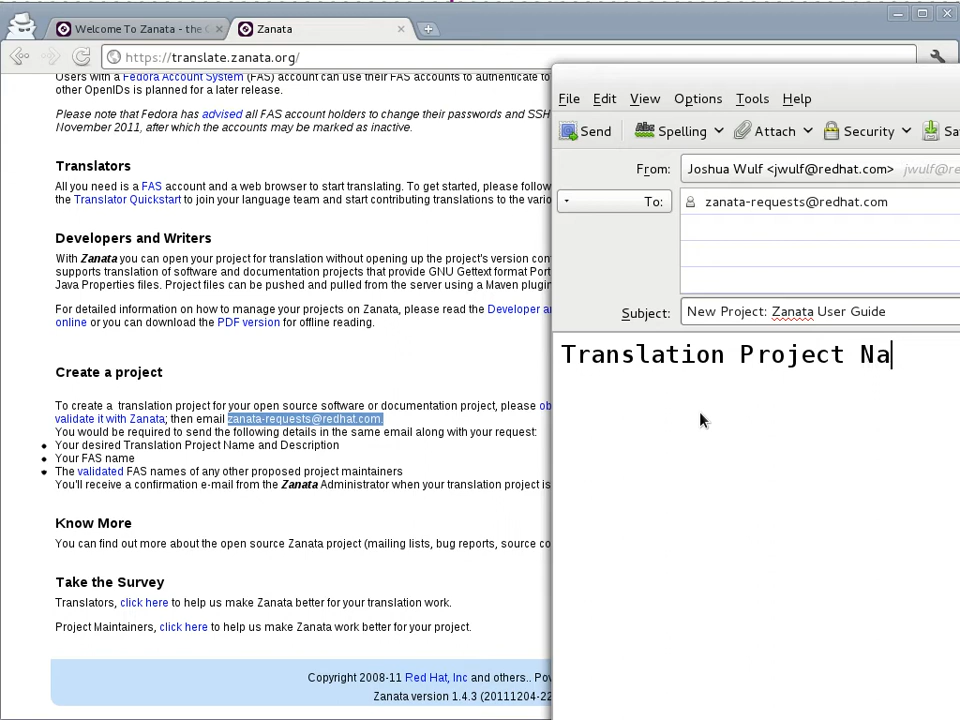 Welcome To Zanata - the
Zanata
https://translate.zanata.org/
Users with a Fedora Account System (FAS) account can use their FAS accounts to authenticate to
other OpenIDs is planned for a later release.
Please note that Fedora has advised all FAS account holders to change their passwords and SSH
November 2011, after which the accounts may be marked as inactive.
Translators
All you need is a FAS account and a web browser to start translating. To get started, please follow
the Translator Quickstart to join your language team and start contributing translations to the
Developers and Writers
With Zanata you can open your project for translation without opening up the project's version
supports translation of software and documentation projects that provide GNU Gettext format
Java Properties files. Project files can be pushed and pulled from the server using a Maven plugin
For detailed information on how to manage your projects on Zanata, please read the Developer
online or you can download the PDF version for offline reading.
Create a project
To create a translation project for your open source software or documentation project, please
validate it with Zanata; then email zanata-requests@redhat.com.
You would be required to send the following details in the same email along with your request:
Your desired Translation Project Name and Description
Your FAS name
The validated FAS names of any other proposed project maintainers
You'll receive a confirmation e-mail from the Zanata Administrator when your translation project is
Know More
You can find out more about the open source Zanata project (mailing lists, bug reports, source
Take the Survey
Translators, click here to help us make Zanata better for your translation work.
Project Maintainers, click here to help us make Zanata work better for your project.
Copyright 2008-11 Red Hat, Inc and others..
Zanata version 1.4.3 (20111204-22
File Edit View Options Tools Help
Send Spelling Attach Security
From: Joshua Wulf <jwulf@redhat.com>
To: zanata-requests@redhat.com
Subject: New Project: Zanata User Guide
Translation Project Na